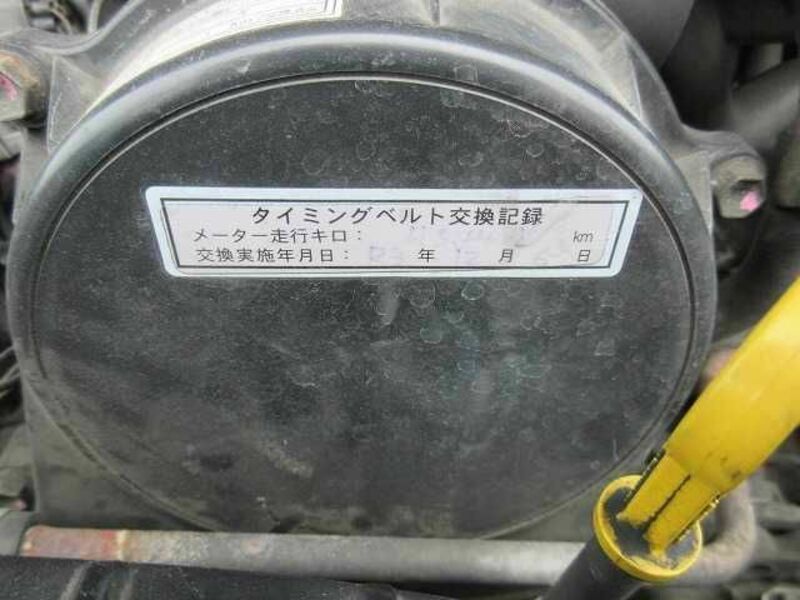 タイミングベルト交換記録
メーター走行キロ： km
交換実施年月日： 年 12 月 日